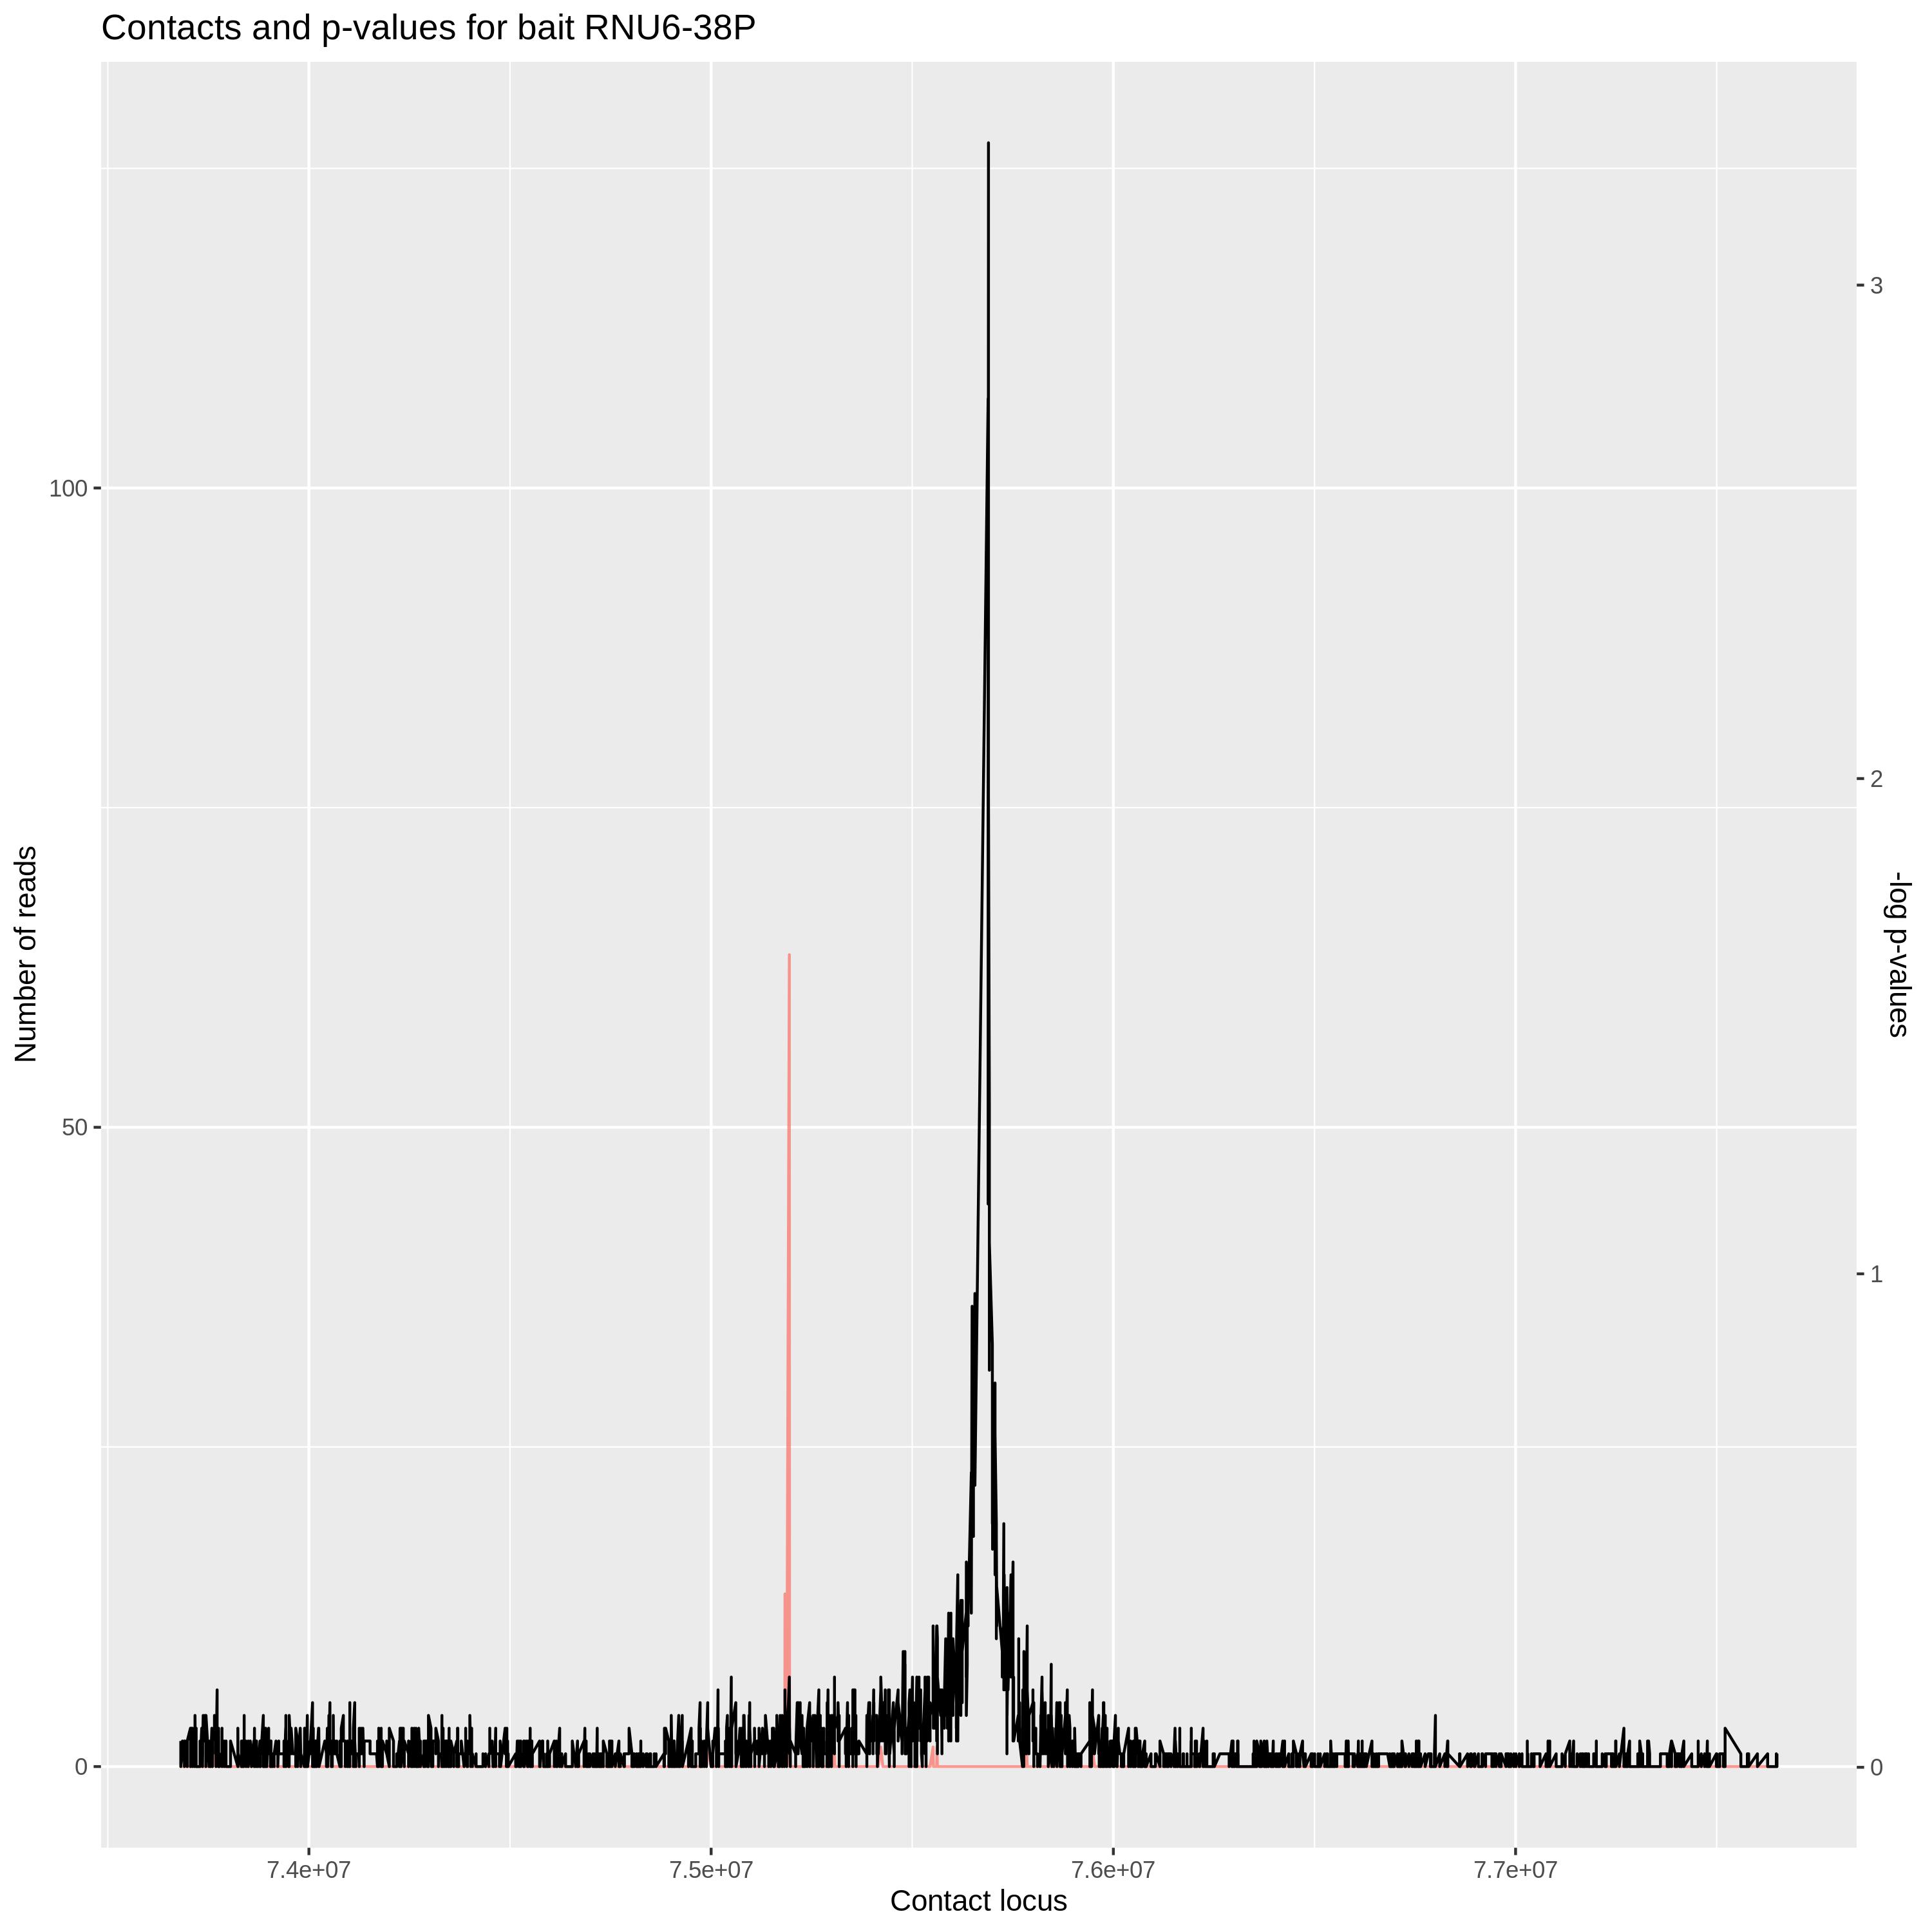 Contacts and p-values for bait RNU6-38P
Number of reads
100
50
0
3
2
1
0
-log p-values
7.4e+07 7.5e+07 7.6e+07 7.7e+07
Contact locus